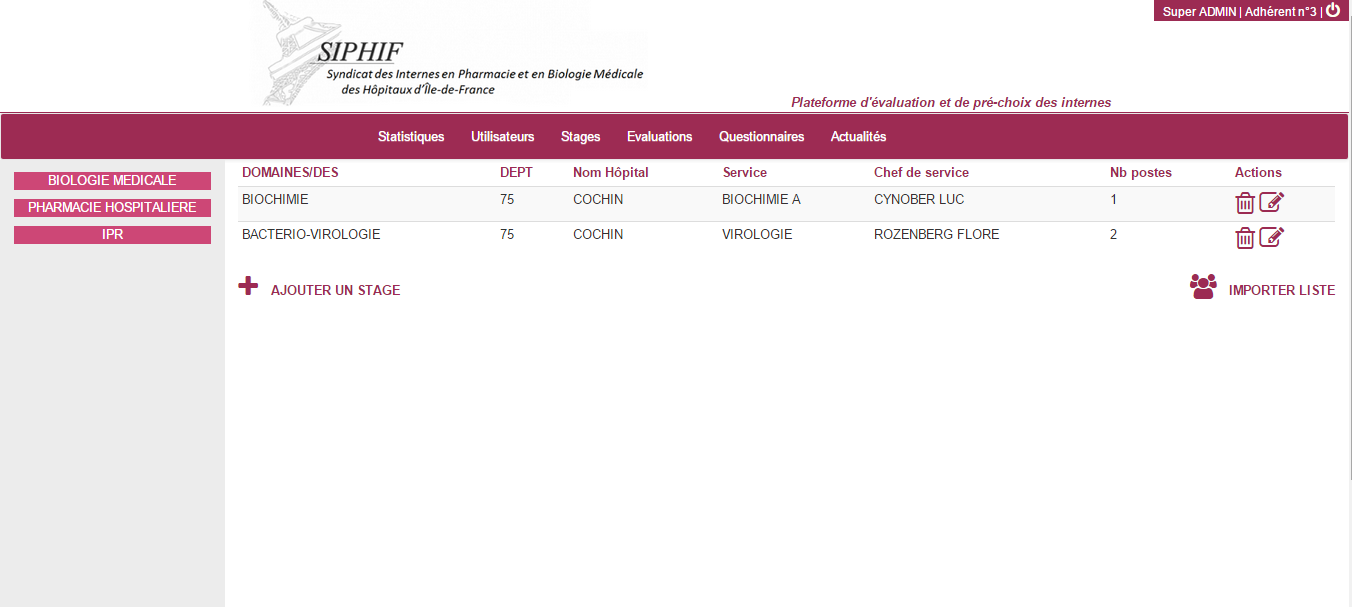 Super ADMIN | Adhérent n°3 |
SIPHIF
Syndicat des Internes en Pharmacie et en Biologie Médicale
des Hôpitaux d'Île-de-France
Plateforme d'évaluation et de pré-choix des internes
Statistiques Utilisateurs Stages Evaluations Questionnaires Actualités
BIOLOGIE MEDICALE
PHARMACIE HOSPITALIERE
IPR
DOMAINES/DES DEPT Nom Hôpital Service Chef de service Nb postes Actions
BIOCHIMIE 75 COCHIN BIOCHIMIE A CYNOBER LUC 1
BACTERIO-VIROLOGIE 75 COCHIN VIROLOGIE ROZENBERG FLORE 2
AJOUTER UN STAGE IMPORTER LISTE